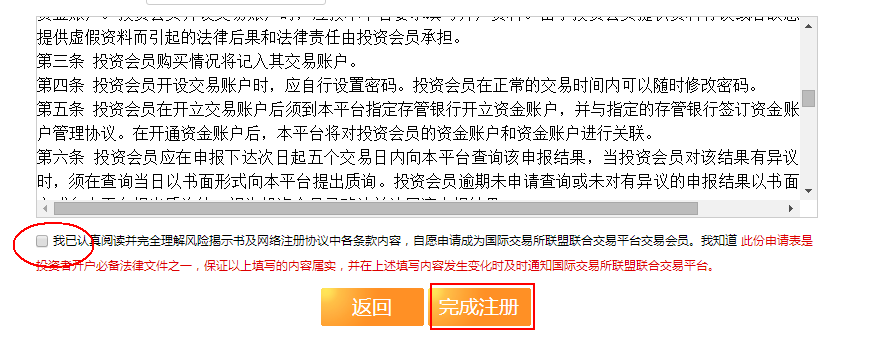 提供虚假资料而引起的法律后果和法律责任由投资会员承担。
第三条 投资会员购买情况将记入其交易账户。
第四条 投资会员开设交易账户时，应自行设置密码。投资会员在正常的交易时间内可以随时修改密码。
第五条 投资会员在开立交易账户后须到本平台指定存管银行开立资金账户，并与指定的存管银行签订资金账
户管理协议。在开通资金账户后，本平台将对投资会员的资金账户和资金账户进行关联。
第六条 投资会员应在申报下达次日起五个交易日内向本平台查询该申报结果，当投资会员对该结果有异议
时，须在查询当日以书面形式向本平台提出质询。投资会员逾期未申请查询或未对有异议的申报结果以书面
我已认真阅读并完全理解风险揭示书及网络注册协议中各条款内容，自愿申请成为国际交易所联盟联合交易平台交易会员。我知道 此份申请表是
投资者开户必备法律文件之一，保证以上填写的内容属实，并在上述填写内容发生变化时及时通知国际交易所联盟联合交易平台。
返回 完成注册